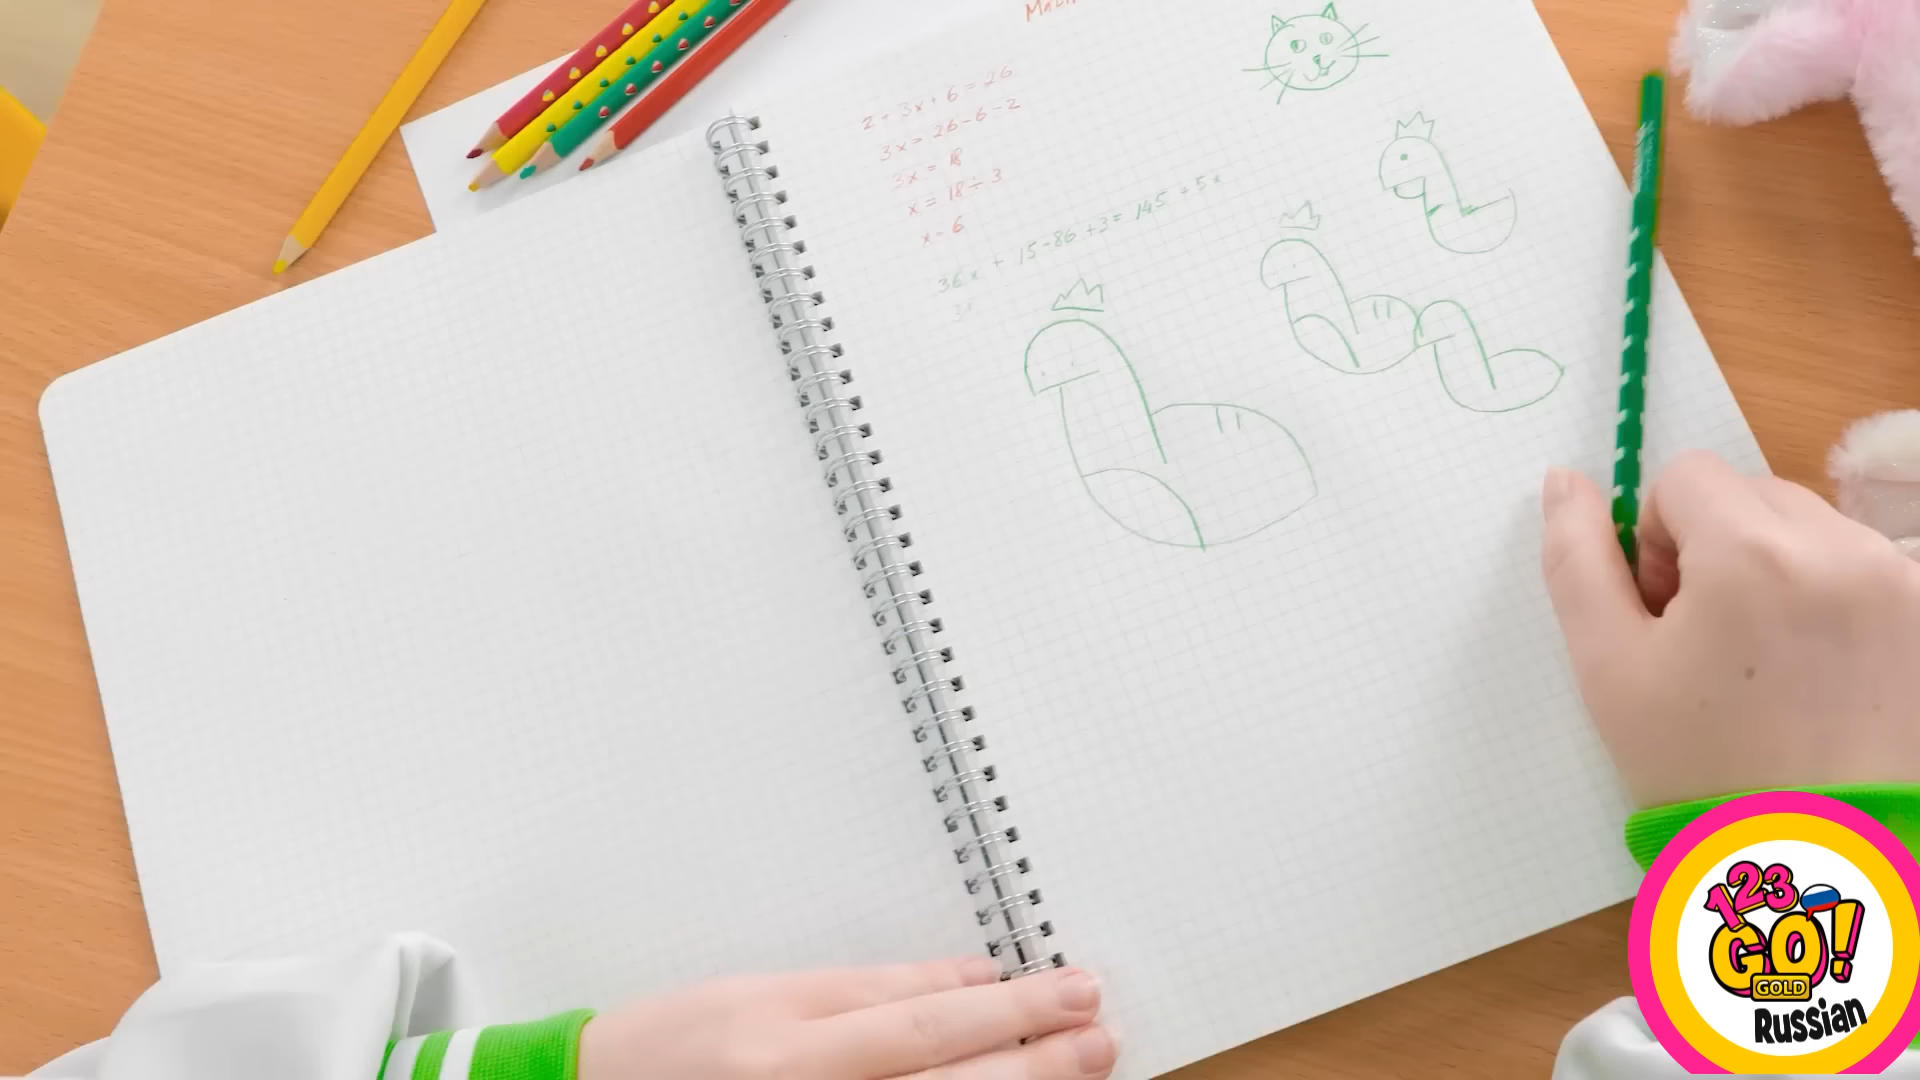 2 + 3x + 6 = 26
3x = 26-6-2
3x = 18
x = 18 ÷ 3
x = 6
36x + 15-86 +3= 145 +5x
3x
123
GO!
GOLD
Russian